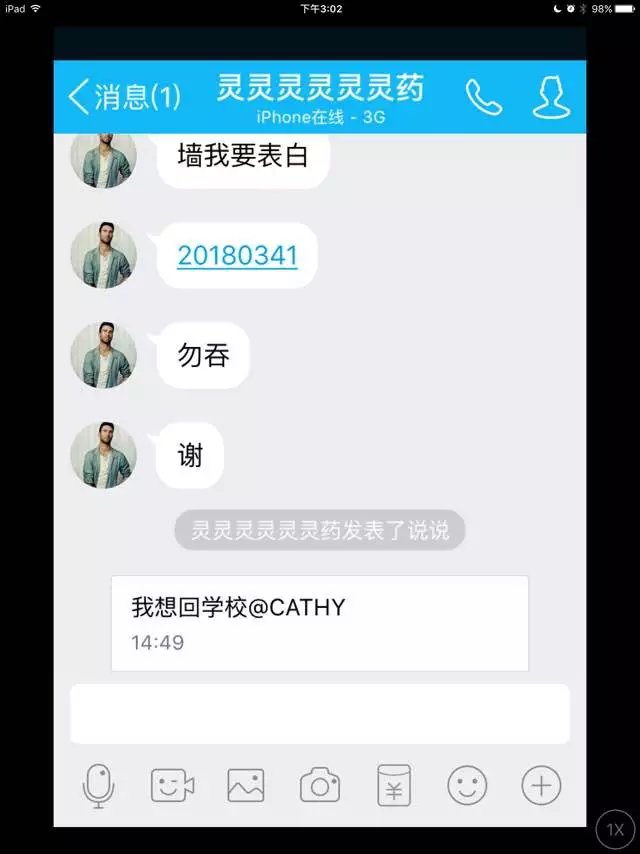 iPad 下午3:02 98%
消息(1) 灵灵灵灵灵灵药
iPhone在线 - 3G
墙我要表白
20180341
勿吞
谢
灵灵灵灵灵灵药发表了说说
我想回学校@CATHY
14:49
1X